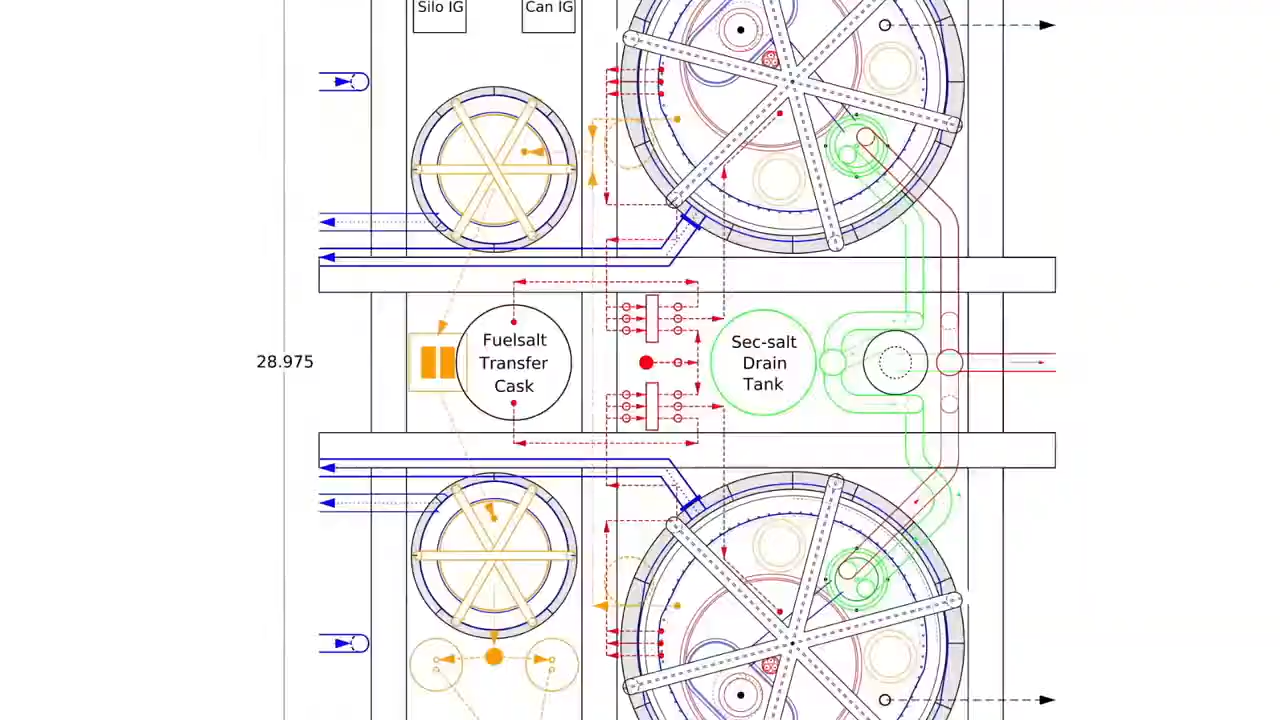 Silo IG
Can IG
28.975
Fuelsalt
Transfer
Cask
Sec-salt
Drain
Tank